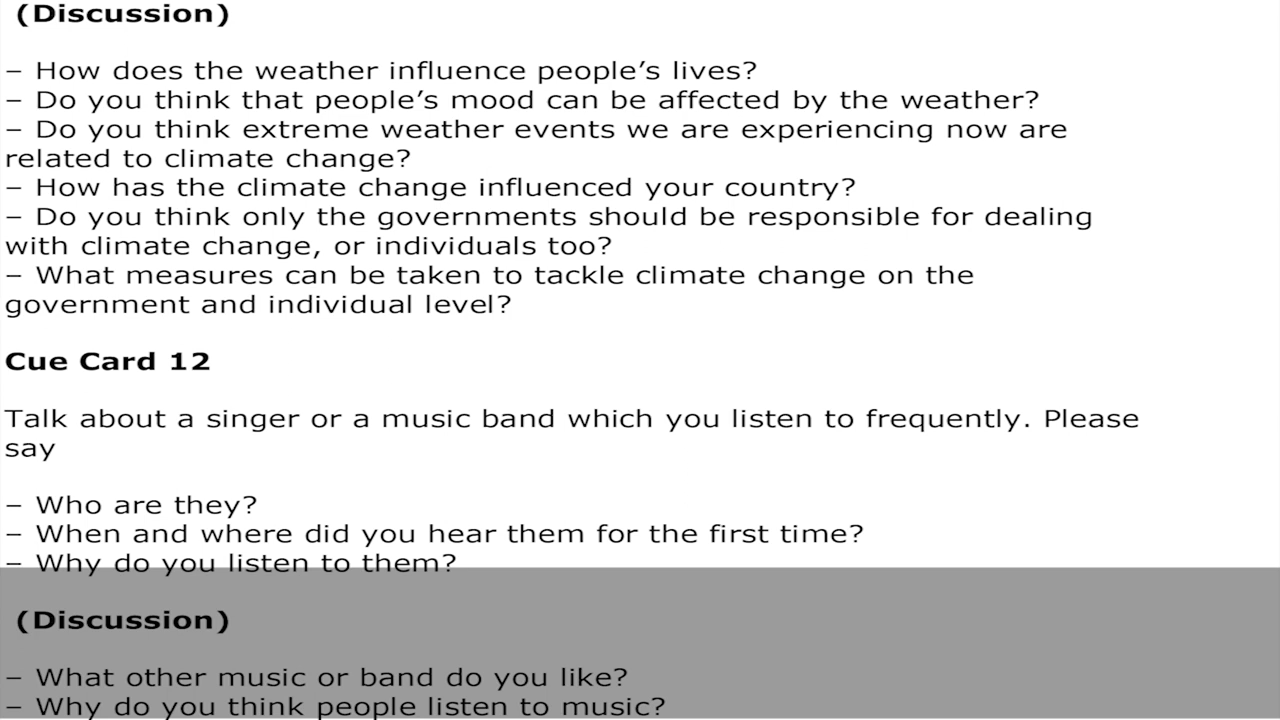 (Discussion)
– How does the weather influence people’s lives?
– Do you think that people’s mood can be affected by the weather?
– Do you think extreme weather events we are experiencing now are
related to climate change?
– How has the climate change influenced your country?
– Do you think only the governments should be responsible for dealing
with climate change, or individuals too?
– What measures can be taken to tackle climate change on the
government and individual level?
Cue Card 12
Talk about a singer or a music band which you listen to frequently. Please
say
– Who are they?
– When and where did you hear them for the first time?
– Why do you listen to them?
(Discussion)
– What other music or band do you like?
– Why do you think people listen to music?